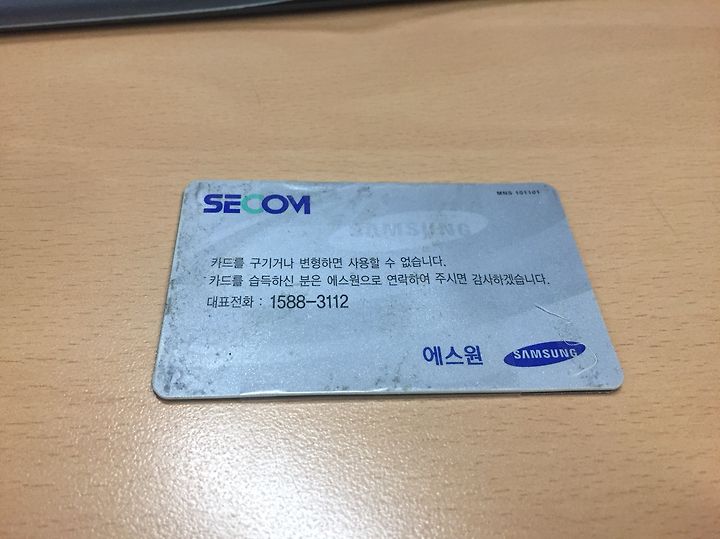 SECOM
MNS 101101
SAMSUNG
카드를 구기거나 변형하면 사용할 수 없습니다.
카드를 습득하신 분은 에스원으로 연락하여 주시면 감사하겠습니다.
대표전화 : 1588-3112
에스원 SAMSUNG